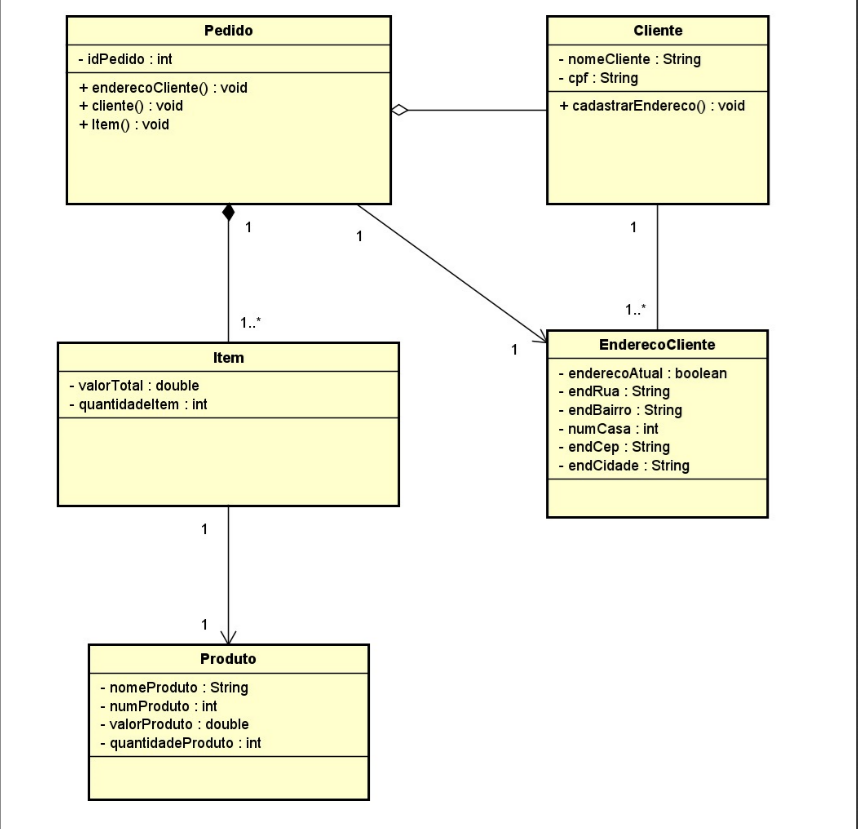 Pedido
- idPedido : int
+ enderecoCliente() : void
+ cliente() : void
+ Item() : void
Cliente
- nomeCliente : String
- cpf : String
+ cadastrarEndereco() : void
1
1
1
1..*
1..*
1
Item
- valorTotal : double
- quantidadeItem : int
EnderecoCliente
- enderecoAtual : boolean
- endRua : String
- endBairro : String
- numCasa : int
- endCep : String
- endCidade : String
1
1
Produto
- nomeProduto : String
- numProduto : int
- valorProduto : double
- quantidadeProduto : int